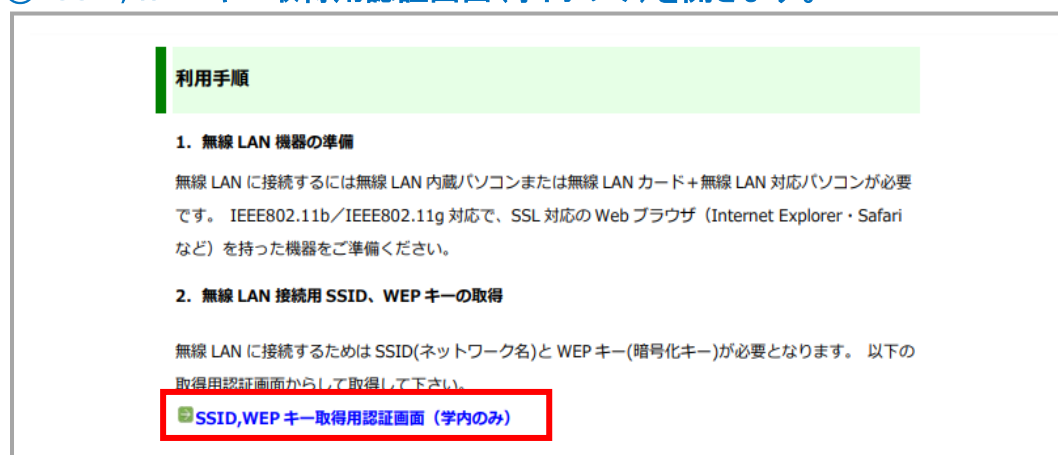 利用手順
1. 無線 LAN 機器の準備
無線 LAN に接続するには無線 LAN 内蔵パソコンまたは無線 LAN カード+無線 LAN 対応パソコンが必要
です。 IEEE802.11b／IEEE802.11g 対応で、SSL 対応の Web ブラウザ（Internet Explorer・Safari
など）を持った機器をご準備ください。
2. 無線 LAN 接続用 SSID、WEP キーの取得
無線 LAN に接続するためは SSID(ネットワーク名)と WEP キー(暗号化キー)が必要となります。 以下の
取得用認証画面からして取得して下さい。
SSID,WEP キー取得用認証画面（学内のみ）